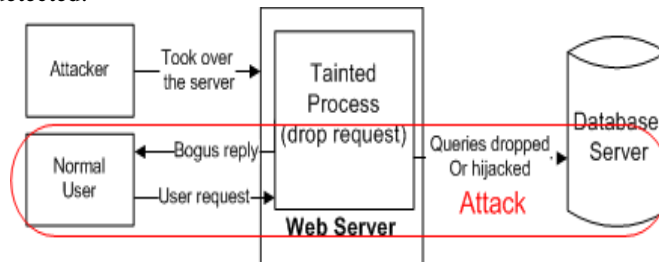 Attacker
Took over
the server
Tainted
Process
(drop request)
Normal
User
Bogus reply
User request
Web Server
Queries dropped
Or hijacked
Attack
Database
Server